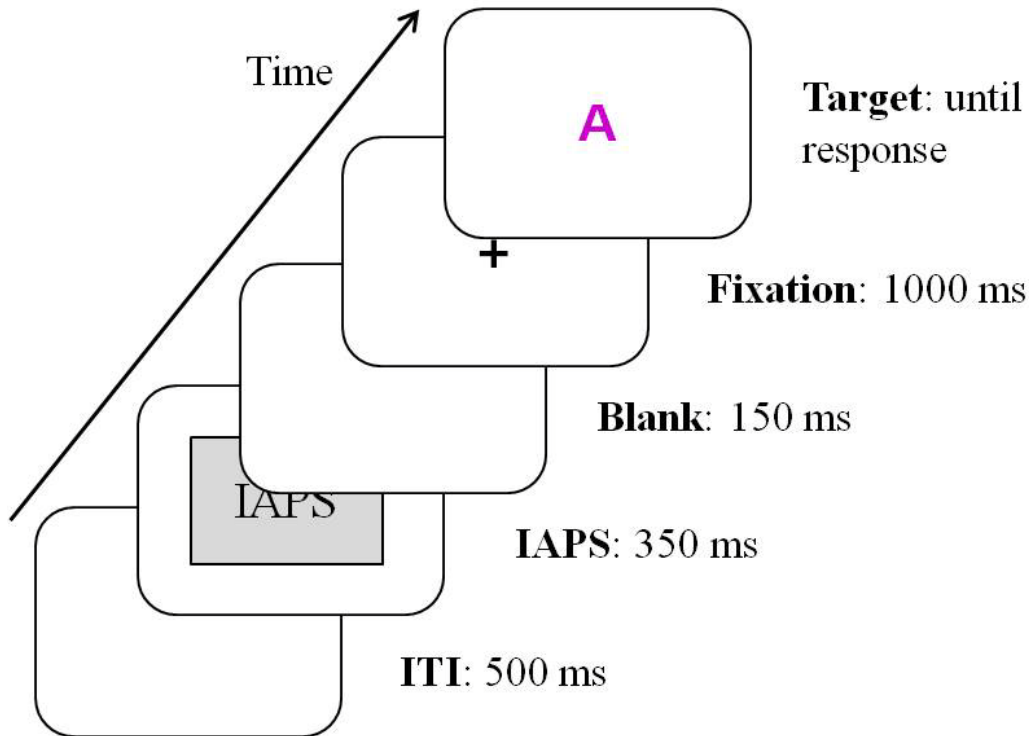 Time
A
Target: until
response
+
Fixation: 1000 ms
Blank: 150 ms
IAPS
IAPS: 350 ms
ITI: 500 ms